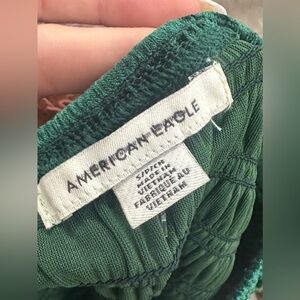 AMERICAN EAGLE
S/P/CH
MADE IN
VIETNAM
FABRIQUÉ AU
VIETNAM